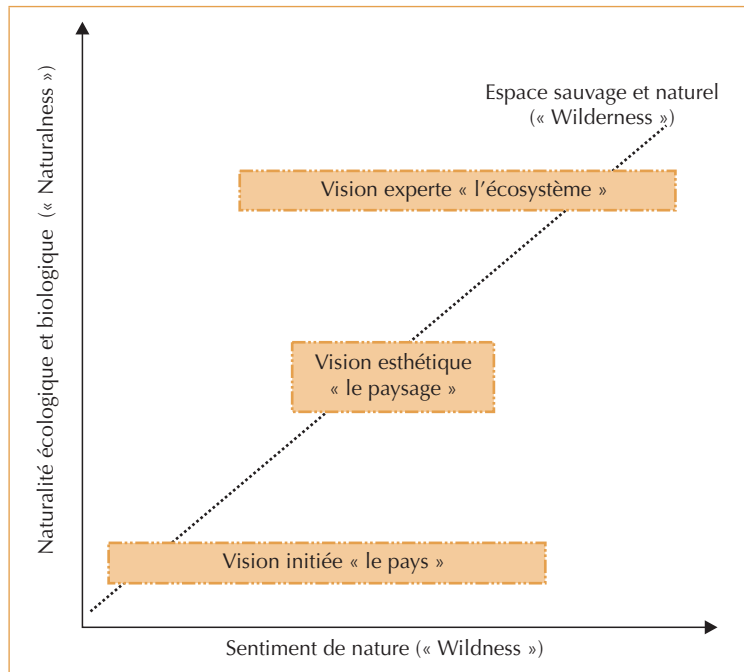 Espace sauvage et naturel
(« Wilderness »)
Vision experte « l'écosystème »
Naturalité écologique et biologique (« Naturalness »)
Vision esthétique
« le paysage »
Vision initiée « le pays »
Sentiment de nature (« Wildness »)